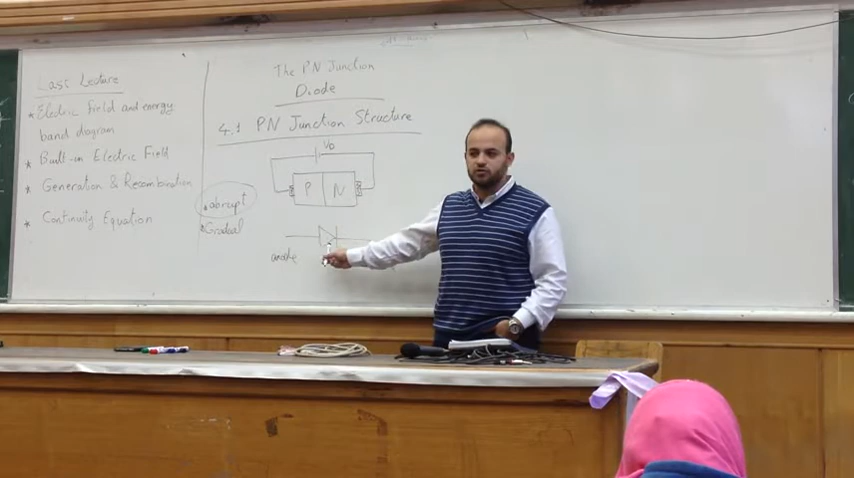 Last Lecture
* Electric Field and energy
band diagram
* Built-in Electric Field
* Generation & Recombination
* Continuity Equation
The PN Junction
Diode
4.1 PN Junction Structure
P N
• abrupt
* Gradual
anode